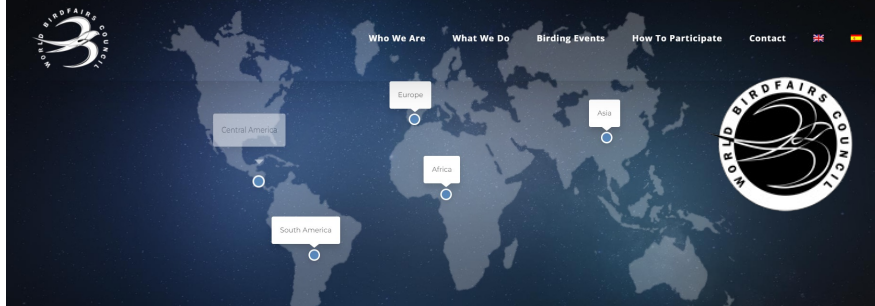 WORLD BIRDFAIRS COUNCIL
Who We Are
What We Do
Birding Events
How To Participate
Contact
Europe
Asia
Central America
Africa
South America
WORLD BIRDFAIRS COUNCIL